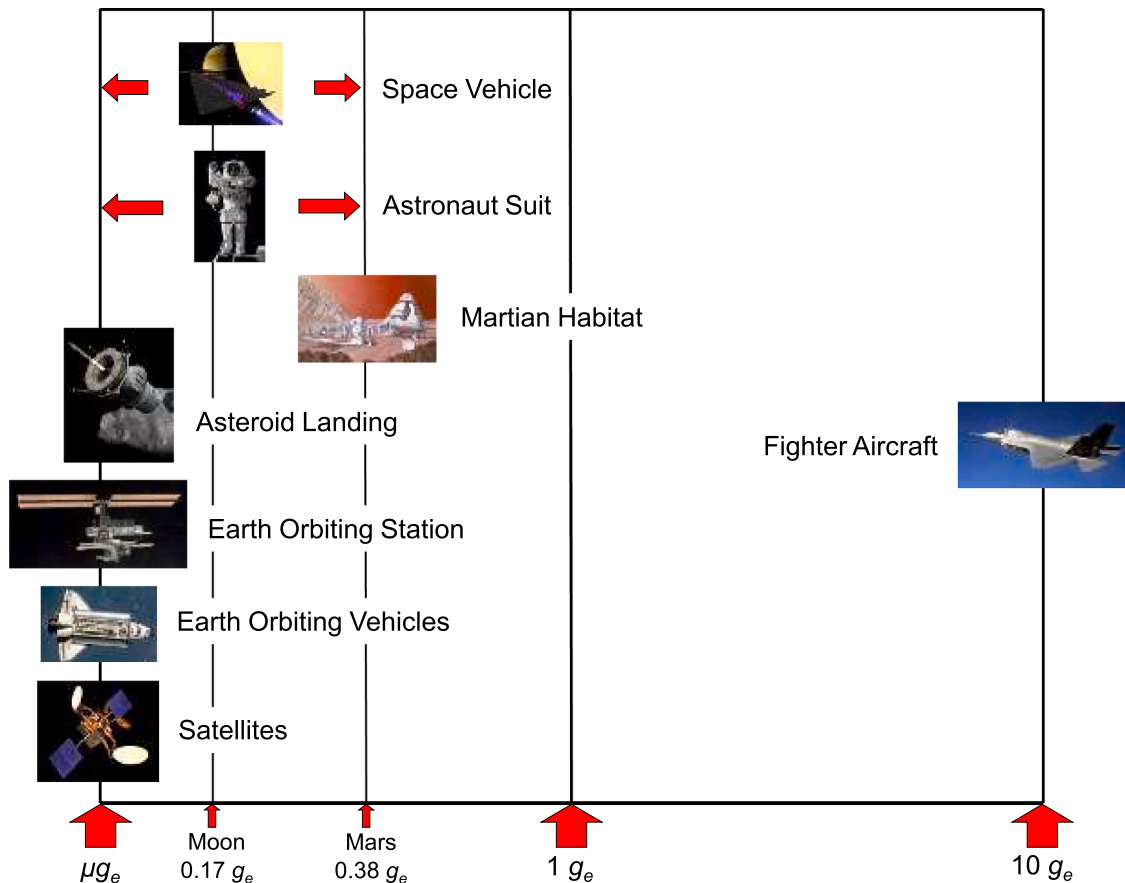 Space Vehicle
Astronaut Suit
Martian Habitat
Asteroid Landing
Fighter Aircraft
Earth Orbiting Station
Earth Orbiting Vehicles
Satellites
μgₑ
Moon
0.17 gₑ
Mars
0.38 gₑ
1 gₑ
10 gₑ